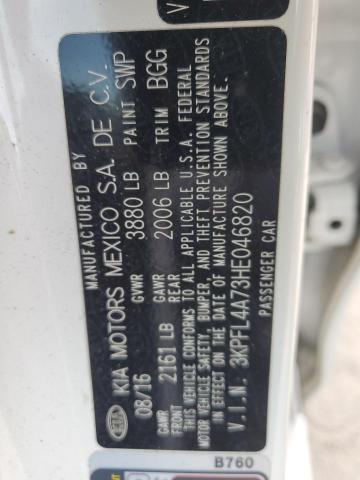 MANUFACTURED BY
KIA KIA MOTORS MEXICO S.A. DE C.V.
08/16 GVWR 3880 LB PAINT SWP
GAWR FRONT 2161 LB GAWR REAR 2006 LB TRIM BGG
THIS VEHICLE CONFORMS TO ALL APPLICABLE U.S.A. FEDERAL
MOTOR VEHICLE SAFETY, BUMPER, AND THEFT PREVENTION STANDARDS
IN EFFECT ON THE DATE OF MANUFACTURE SHOWN ABOVE.
V.I.N. 3KPFL4A73HE046820
PASSENGER CAR
B760
V